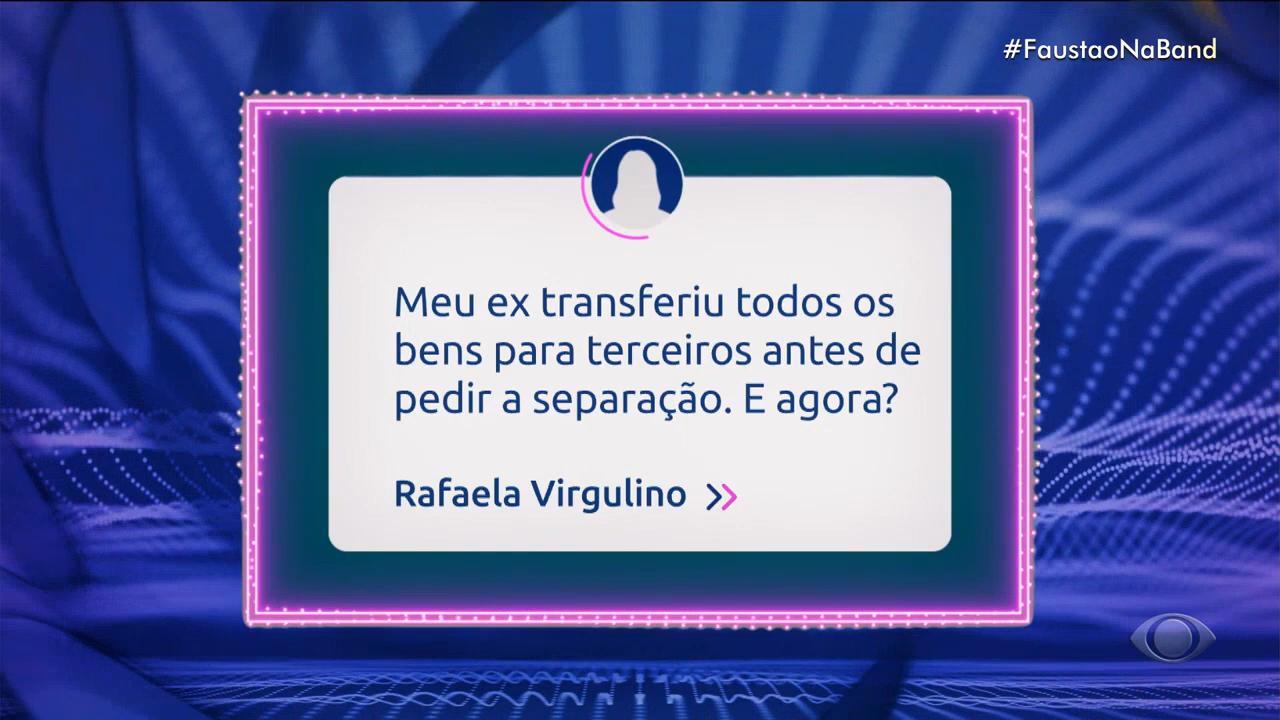 #FaustaoNaBand
Meu ex transferiu todos os
bens para terceiros antes de
pedir a separação. E agora?
Rafaela Virgulino